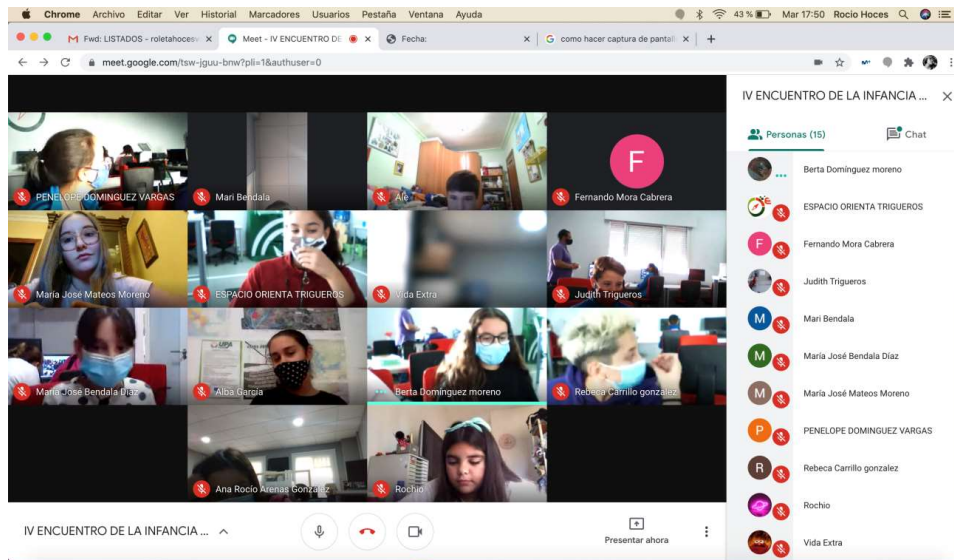 Chrome Archivo Editar Ver Historial Marcadores Usuarios Pestaña Ventana Ayuda 43 % Mar 17:50 Rocio Hoces
Fwd: LISTADOS - roletahoces Meet - IV ENCUENTRO DE Fecha: como hacer captura de pantall
meet.google.com/tsw-jguu-bnw?pli=1&authuser=0
IV ENCUENTRO DE LA INFANCIA ...
Personas (15) Chat
PENELOPE DOMINGUEZ VARGAS
Mari Bendala
Ale
F
Fernando Mora Cabrera
María José Mateos Moreno
ESPACIO ORIENTA TRIGUEROS
Vida Extra
Judith Trigueros
María José Bendala Díaz
UPA
Alba García
Berta Domínguez moreno
Rebeca Carrillo gonzalez
Ana Rocío Arenas González
Rochio
Berta Domínguez moreno
ESPACIO ORIENTA TRIGUEROS
F Fernando Mora Cabrera
Judith Trigueros
M Mari Bendala
M María José Bendala Díaz
M María José Mateos Moreno
P PENELOPE DOMINGUEZ VARGAS
R Rebeca Carrillo gonzalez
Rochio
Vida Extra
IV ENCUENTRO DE LA INFANCIA ...
Presentar ahora